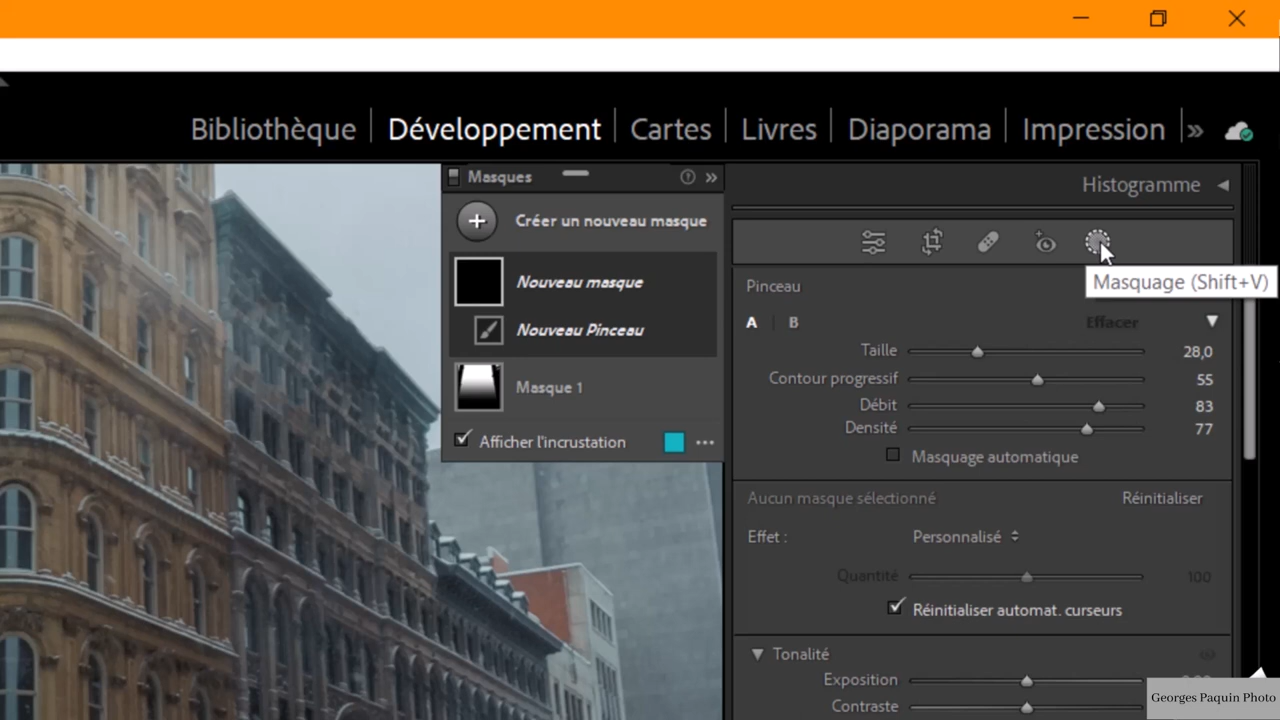 Bibliothèque | Développement | Cartes | Livres | Diaporama | Impression | »
Masques
Histogramme
Créer un nouveau masque
Masquage (Shift+V)
Nouveau masque
Pinceau
A | B Effacer
Nouveau Pinceau
Taille 28,0
Contour progressif 55
Masque 1
Débit 83
Densité 77
Afficher l'incrustation
Masquage automatique
Aucun masque sélectionné Réinitialiser
Effet : Personnalisé
Quantité 100
Réinitialiser automat. curseurs
Tonalité
Exposition
Contraste
Georges Paquin Photo